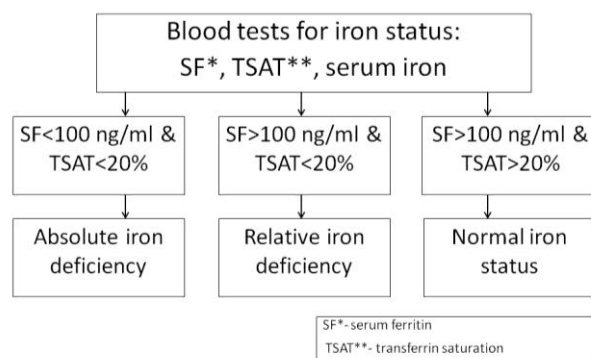 Blood tests for iron status:
SF*, TSAT**, serum iron
SF<100 ng/ml &
TSAT<20%
SF>100 ng/ml &
TSAT<20%
SF>100 ng/ml &
TSAT>20%
Absolute iron
deficiency
Relative iron
deficiency
Normal iron
status
SF*- serum ferritin
TSAT**- transferrin saturation